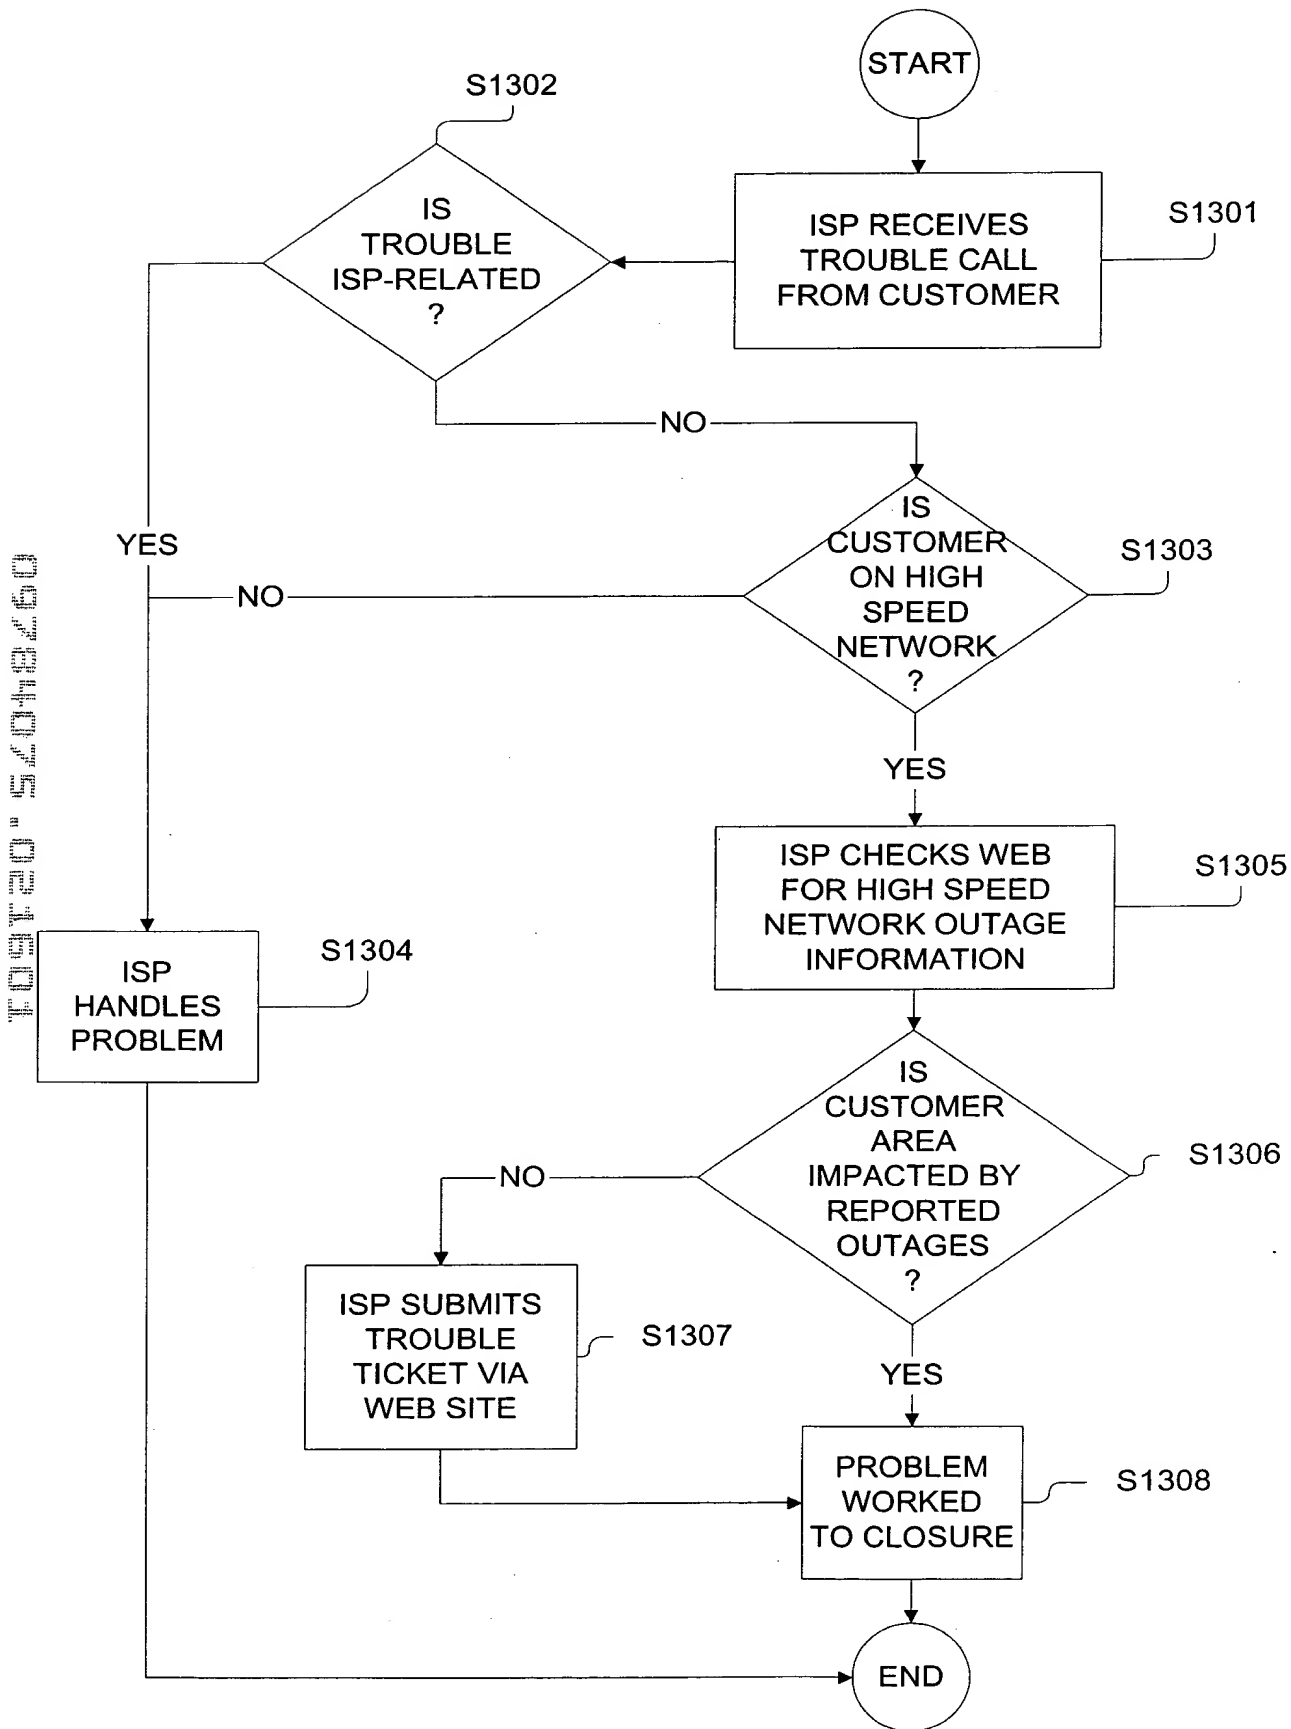 START
S1302
IS
TROUBLE
ISP-RELATED
?
ISP RECEIVES
TROUBLE CALL
FROM CUSTOMER
S1301
NO
YES
IS
CUSTOMER
ON HIGH
SPEED
NETWORK
?
S1303
NO
YES
ISP CHECKS WEB
FOR HIGH SPEED
NETWORK OUTAGE
INFORMATION
S1305
ISP
HANDLES
PROBLEM
S1304
IS
CUSTOMER
AREA
IMPACTED BY
REPORTED
OUTAGES
?
S1306
NO
ISP SUBMITS
TROUBLE
TICKET VIA
WEB SITE
S1307
YES
PROBLEM
WORKED
TO CLOSURE
S1308
END
09784075.021601